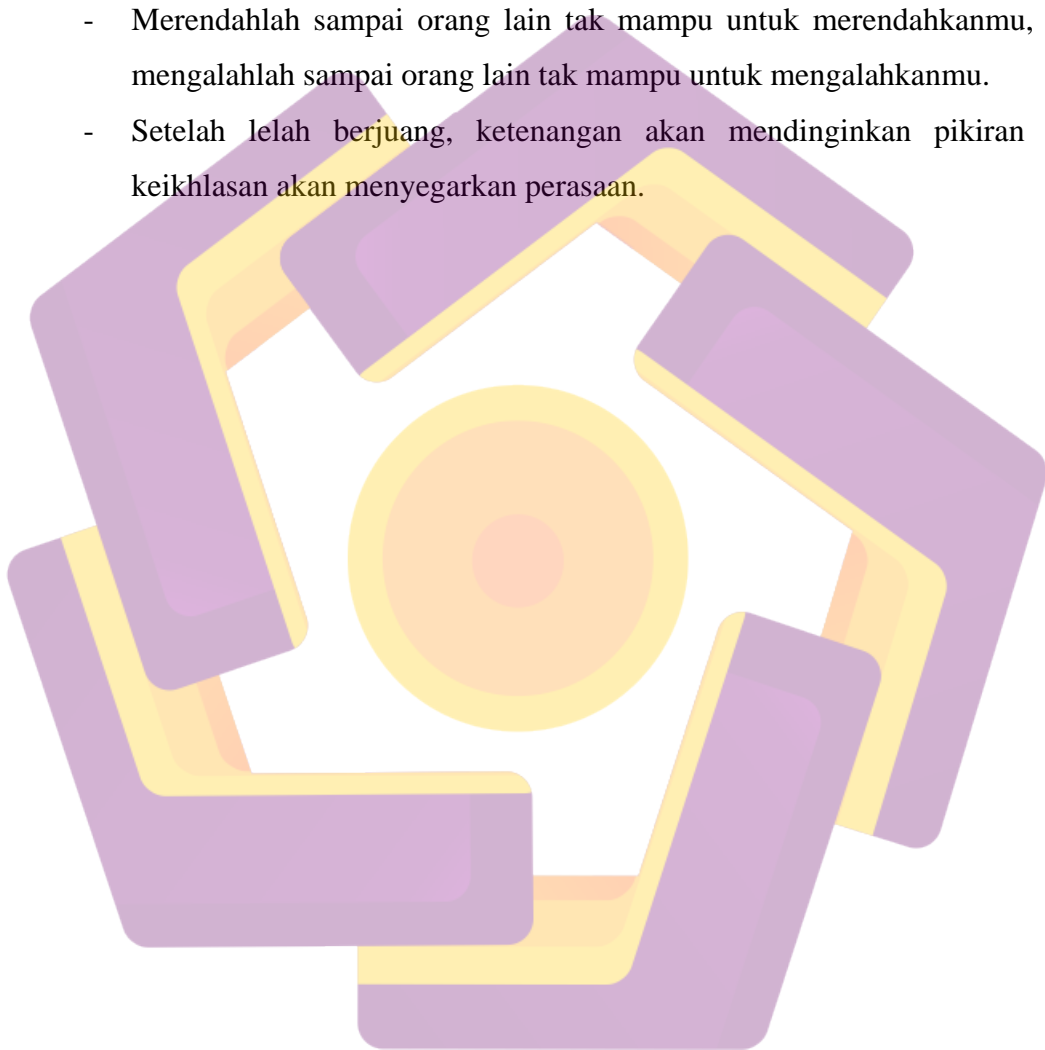 - Merendahlah sampai orang lain tak mampu untuk merendahkanmu,
mengalahlah sampai orang lain tak mampu untuk mengalahkanmu.
- Setelah lelah berjuang, ketenangan akan mendinginkan pikiran
keikhlasan akan menyegarkan perasaan.